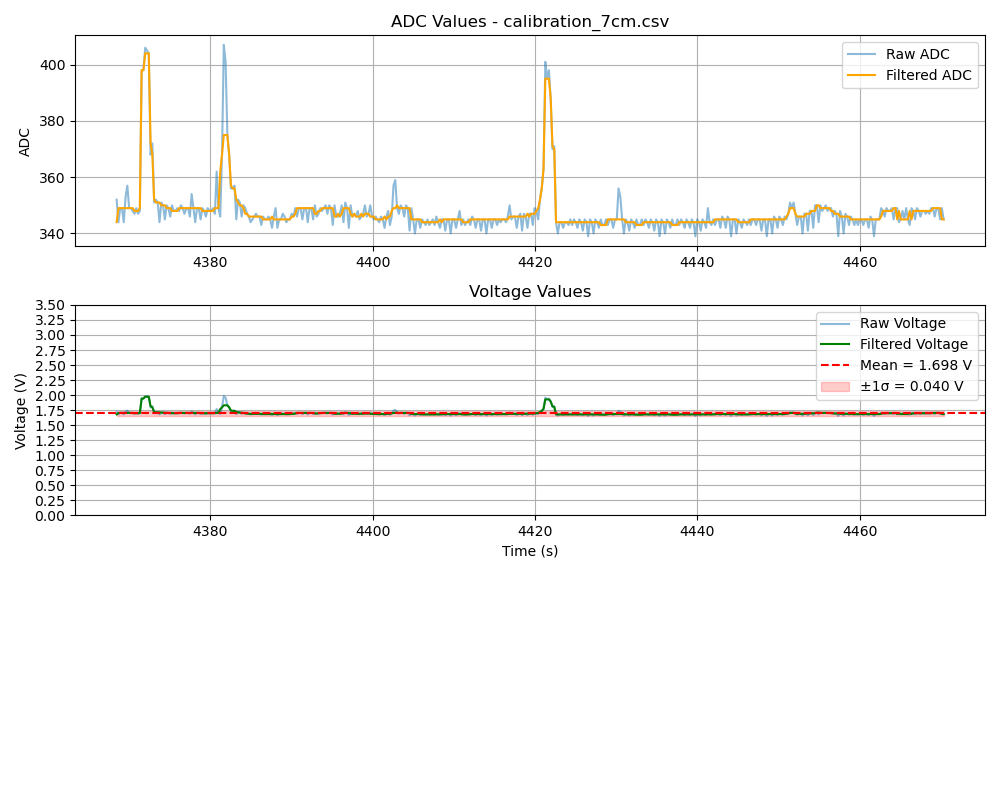 ADC Values - calibration_7cm.csv
ADC
400
380
360
340
Raw ADC
Filtered ADC
4380 4400 4420 4440 4460
Voltage Values
Voltage (V)
3.50
3.25
3.00
2.75
2.50
2.25
2.00
1.75
1.50
1.25
1.00
0.75
0.50
0.25
0.00
Raw Voltage
Filtered Voltage
Mean = 1.698 V
±1σ = 0.040 V
4380 4400 4420 4440 4460
Time (s)